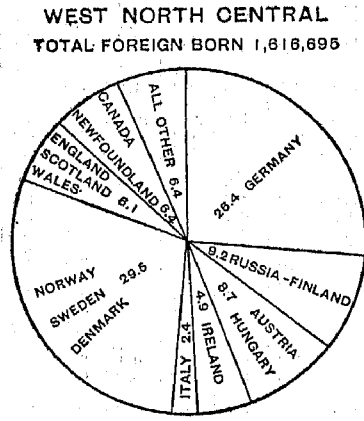 WEST NORTH CENTRAL
TOTAL FOREIGN BORN 1,616,695
ALL OTHER 6.4
CANADA
NEWFOUNDLAND 6.4
ENGLAND
SCOTLAND 6.1
WALES
NORWAY
SWEDEN 29.5
DENMARK
ITALY 2.4
4.9 IRELAND
8.7 AUSTRIA
HUNGARY
9.2 RUSSIA-FINLAND
26.4 GERMANY